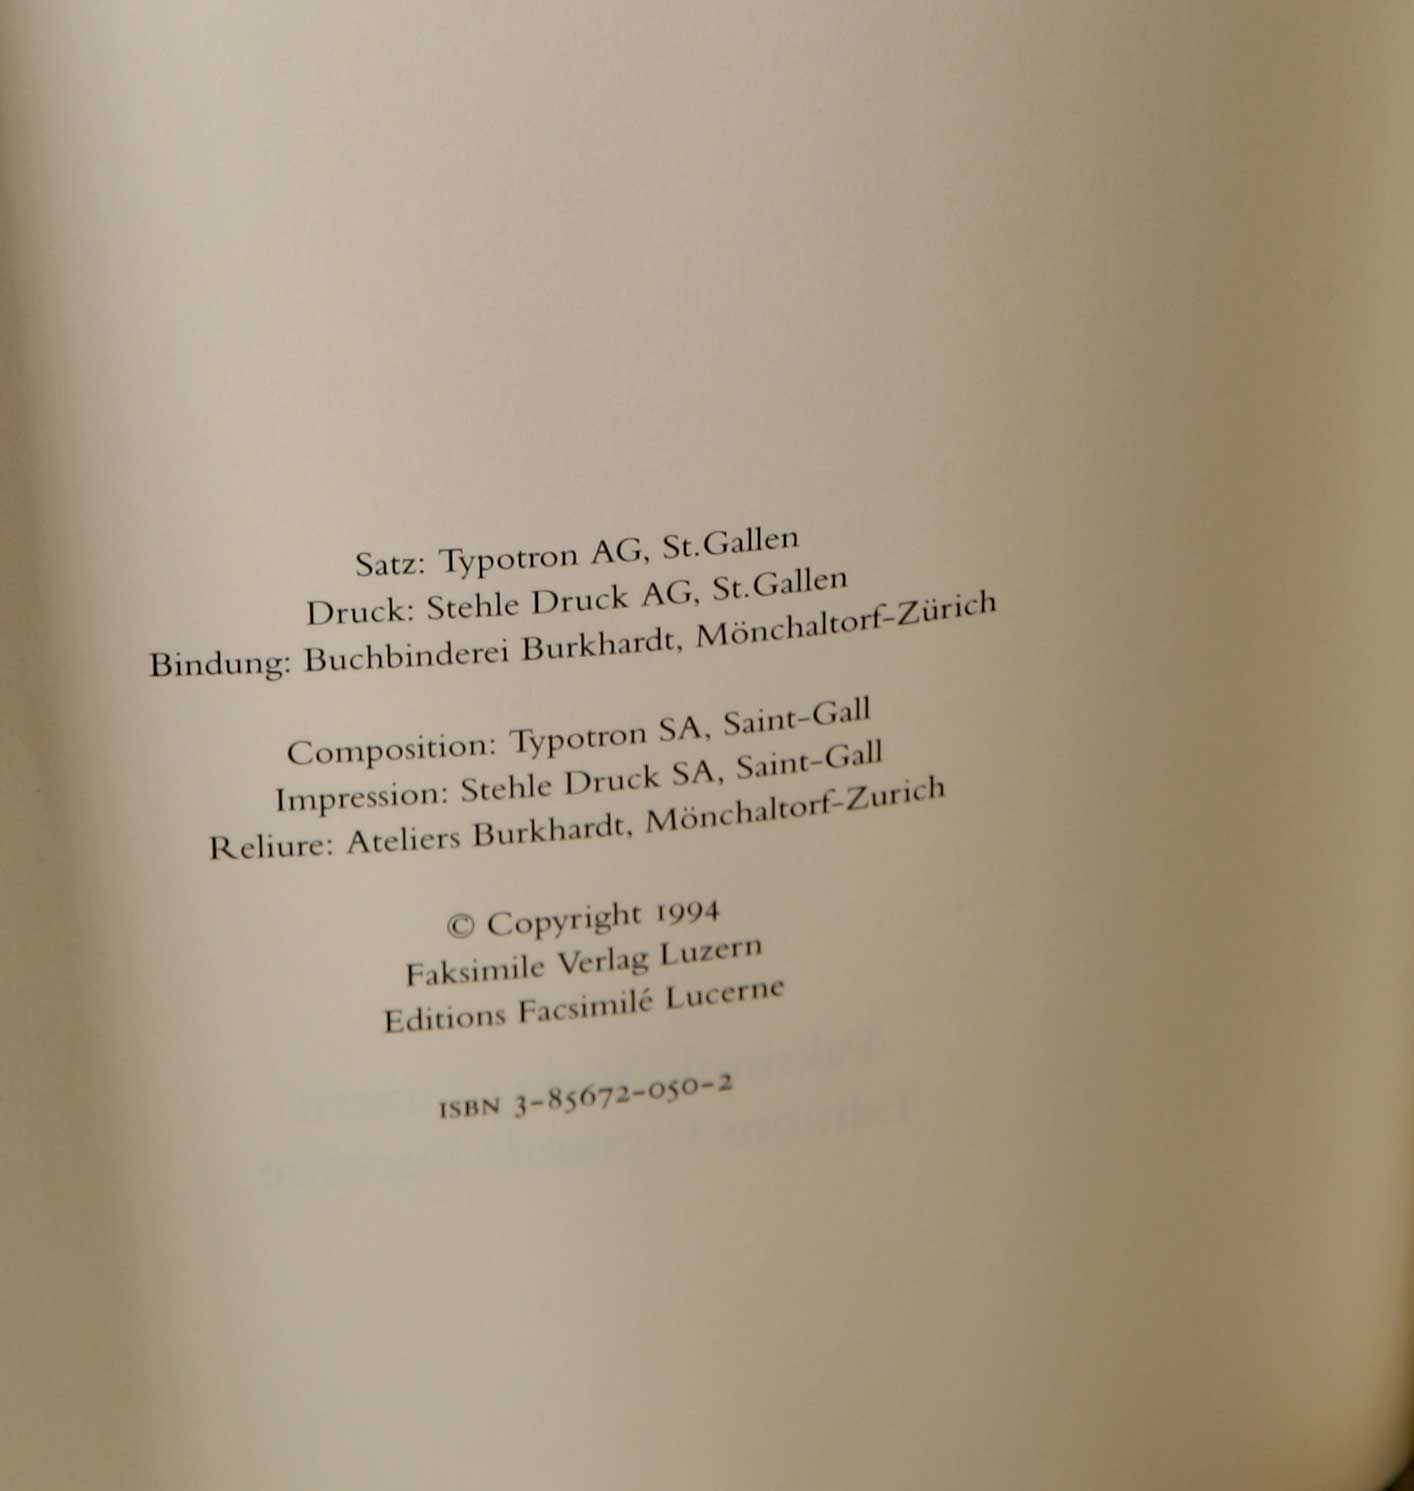 Satz: Typotron AG, St.Gallen
Druck: Stehle Druck AG, St.Gallen
Bindung: Buchbinderei Burkhardt, Mönchaltorf-Zürich
Composition: Typotron SA, Saint-Gall
Impression: Stehle Druck SA, Saint-Gall
Reliure: Ateliers Burkhardt, Mönchaltorf-Zurich
© Copyright 1994
Faksimile Verlag Luzern
Editions Facsimilé Lucerne
ISBN 3-85672-050-2